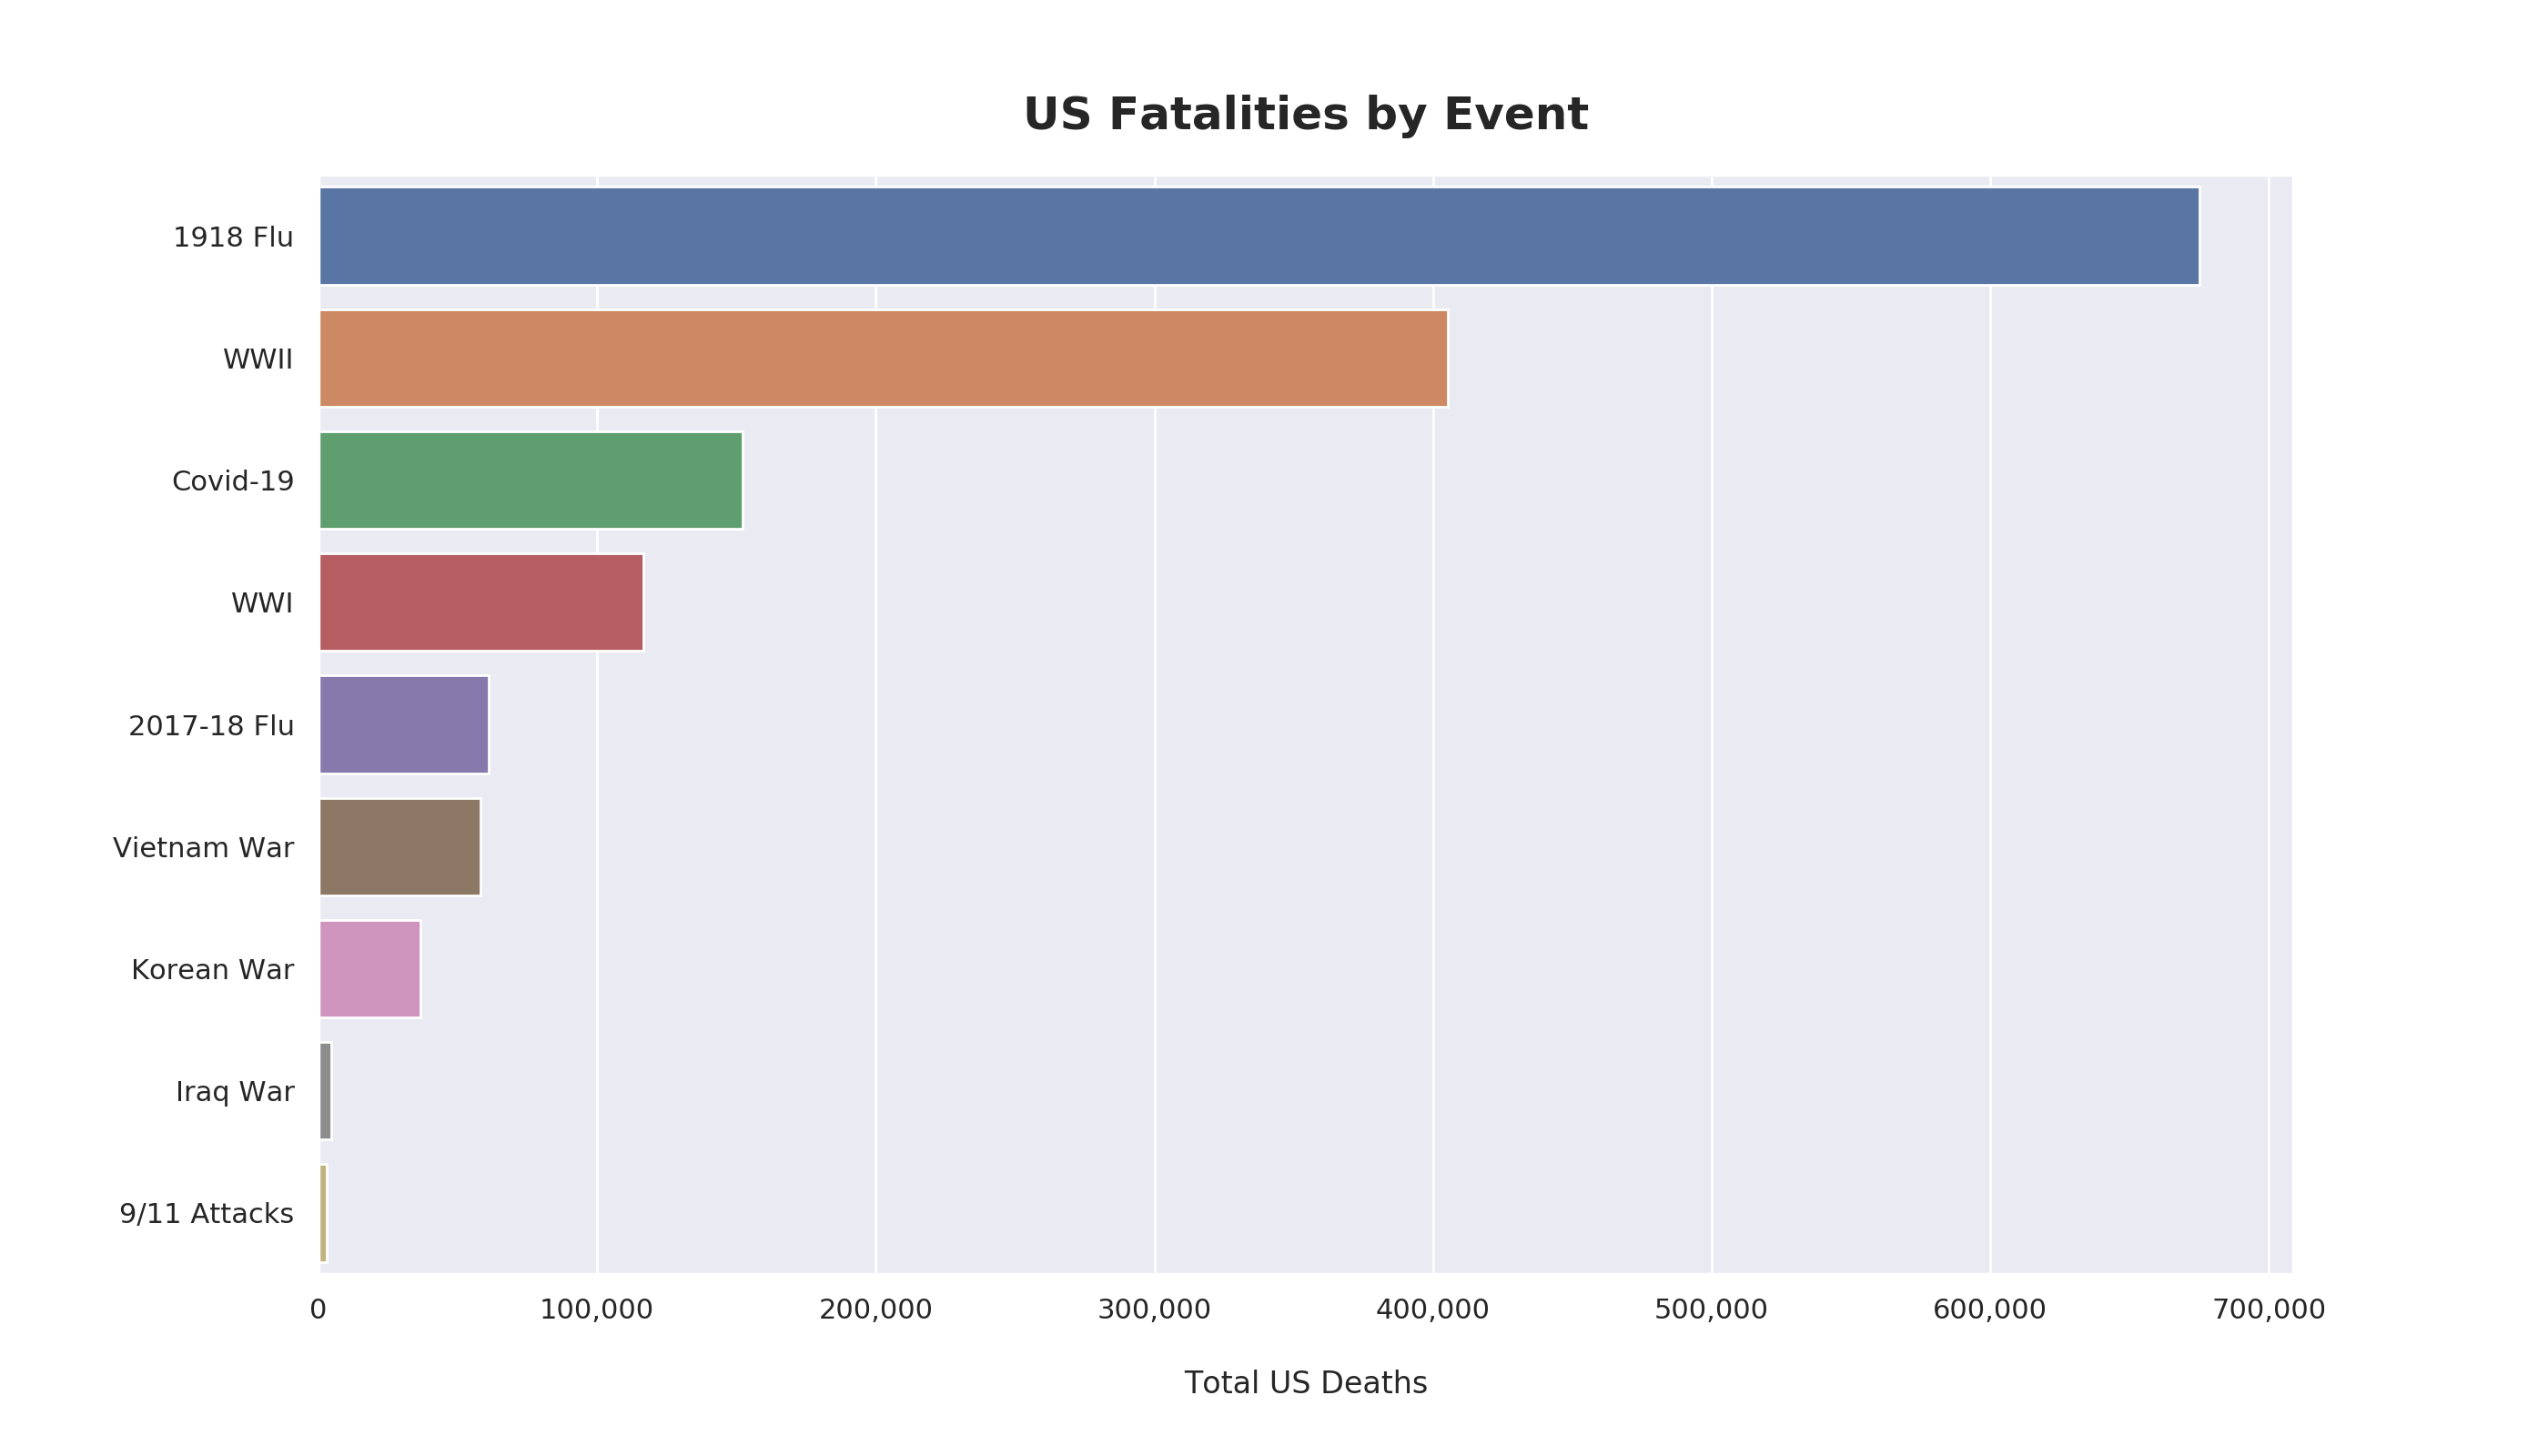 US Fatalities by Event
1918 Flu
WWII
Covid-19
WWI
2017-18 Flu
Vietnam War
Korean War
Iraq War
9/11 Attacks
0 100,000 200,000 300,000 400,000 500,000 600,000 700,000
Total US Deaths